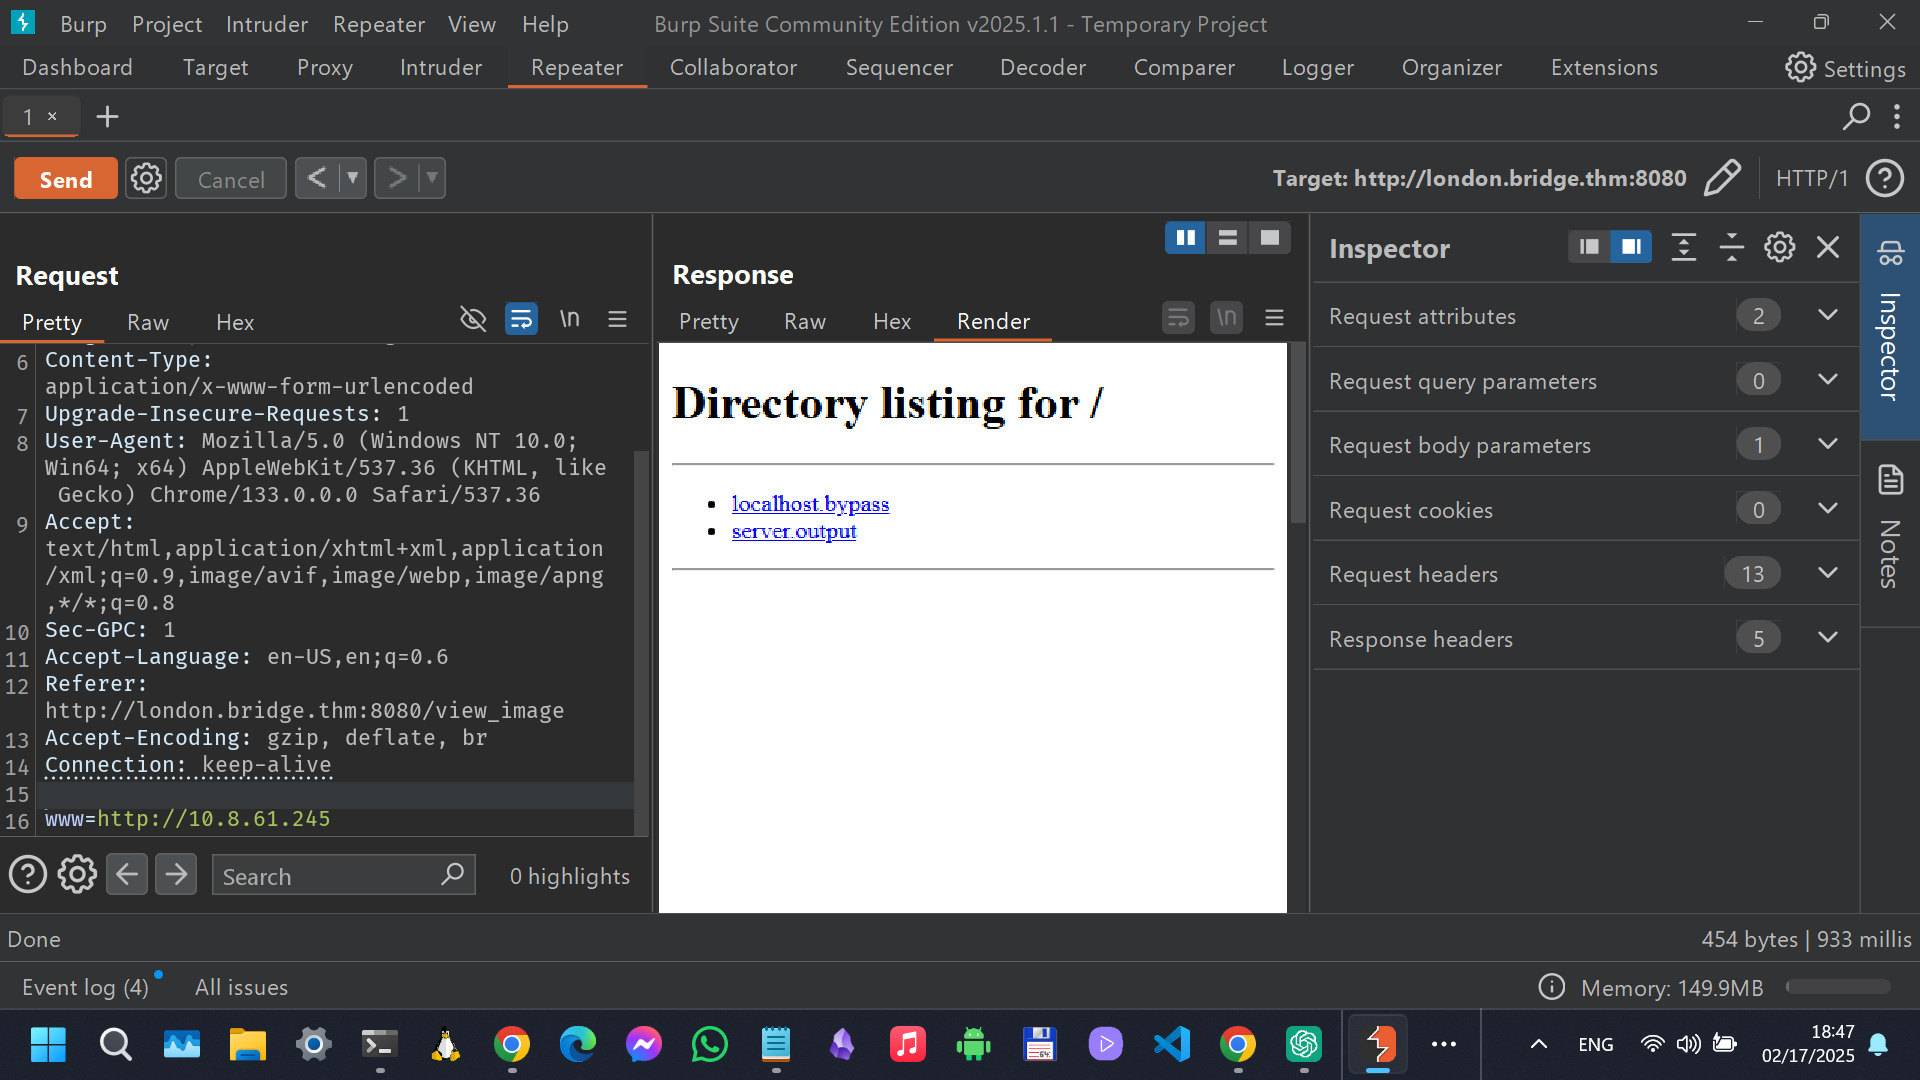 Burp Project Intruder Repeater View Help Burp Suite Community Edition v2025.1.1 - Temporary Project
Dashboard Target Proxy Intruder Repeater Collaborator Sequencer Decoder Comparer Logger Organizer Extensions Settings
1 × +
Send Cancel < > Target: http://london.bridge.thm:8080 HTTP/1
Request
Pretty Raw Hex \n
6 Content-Type:
application/x-www-form-urlencoded
7 Upgrade-Insecure-Requests: 1
8 User-Agent: Mozilla/5.0 (Windows NT 10.0;
Win64; x64) AppleWebKit/537.36 (KHTML, like
Gecko) Chrome/133.0.0.0 Safari/537.36
9 Accept:
text/html,application/xhtml+xml,application
/xml;q=0.9,image/avif,image/webp,image/apng
,*/*;q=0.8
10 Sec-GPC: 1
11 Accept-Language: en-US,en;q=0.6
12 Referer:
http://london.bridge.thm:8080/view_image
13 Accept-Encoding: gzip, deflate, br
14 Connection: keep-alive
15
16 www=http://10.8.61.245
Search 0 highlights
Response
Pretty Raw Hex Render \n
Directory listing for /
localhost.bypass
server.output
Inspector
Request attributes 2
Request query parameters 0
Request body parameters 1
Request cookies 0
Request headers 13
Response headers 5
Inspector
Notes
Done 454 bytes | 933 millis
Event log (4) All issues Memory: 149.9MB
64
ENG 18:47
02/17/2025